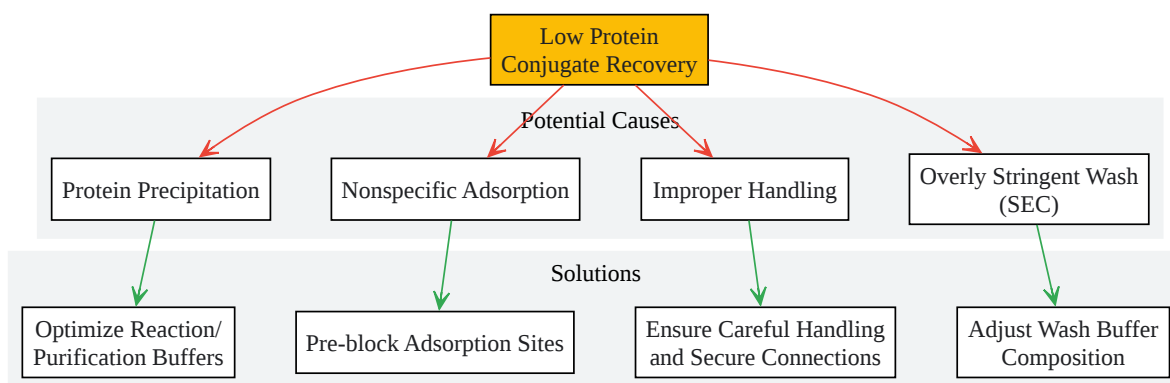 Low Protein
Conjugate Recovery
Potential Causes
Protein Precipitation
Nonspecific Adsorption
Improper Handling
Overly Stringent Wash
(SEC)
Solutions
Optimize Reaction/
Purification Buffers
Pre-block Adsorption Sites
Ensure Careful Handling
and Secure Connections
Adjust Wash Buffer
Composition